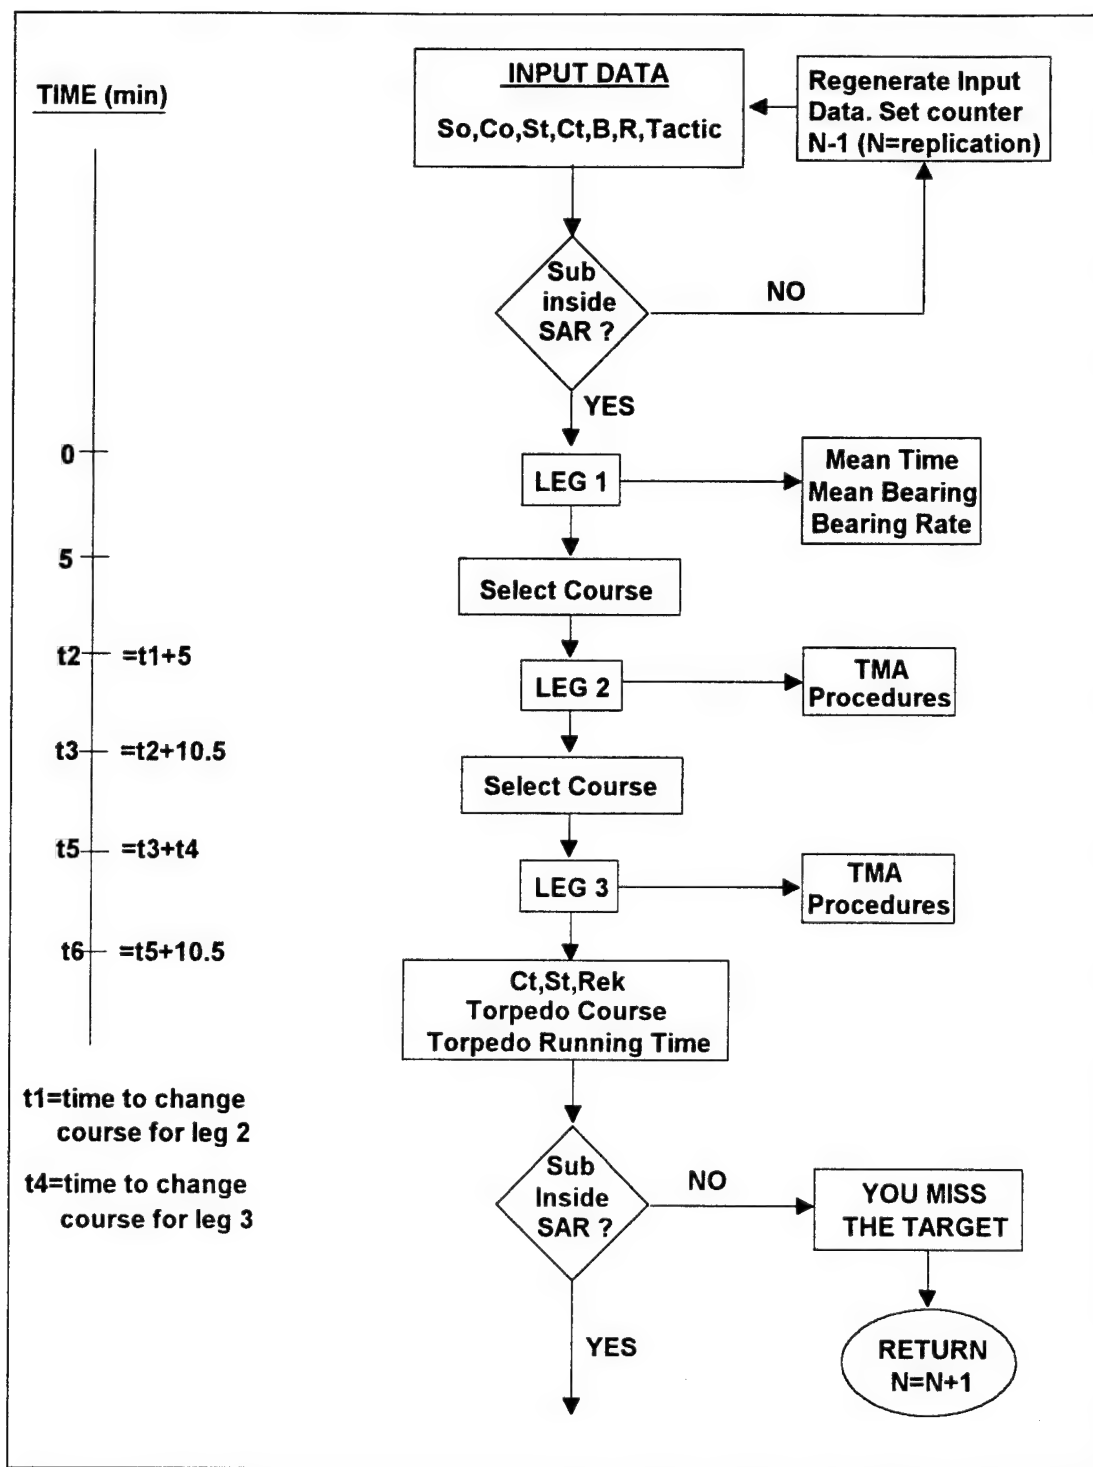 TIME (min)
INPUT DATA
So,Co,St,Ct,B,R,Tactic
Regenerate Input
Data. Set counter
N-1 (N=replication)
Sub
inside
SAR ?
NO
YES
0
LEG 1
Mean Time
Mean Bearing
Bearing Rate
5
Select Course
t2 =t1+5
LEG 2
TMA
Procedures
t3 =t2+10.5
Select Course
t5 =t3+t4
LEG 3
TMA
Procedures
t6 =t5+10.5
Ct,St,Rek
Torpedo Course
Torpedo Running Time
t1=time to change
course for leg 2
t4=time to change
course for leg 3
Sub
Inside
SAR ?
NO
YOU MISS
THE TARGET
YES
RETURN
N=N+1